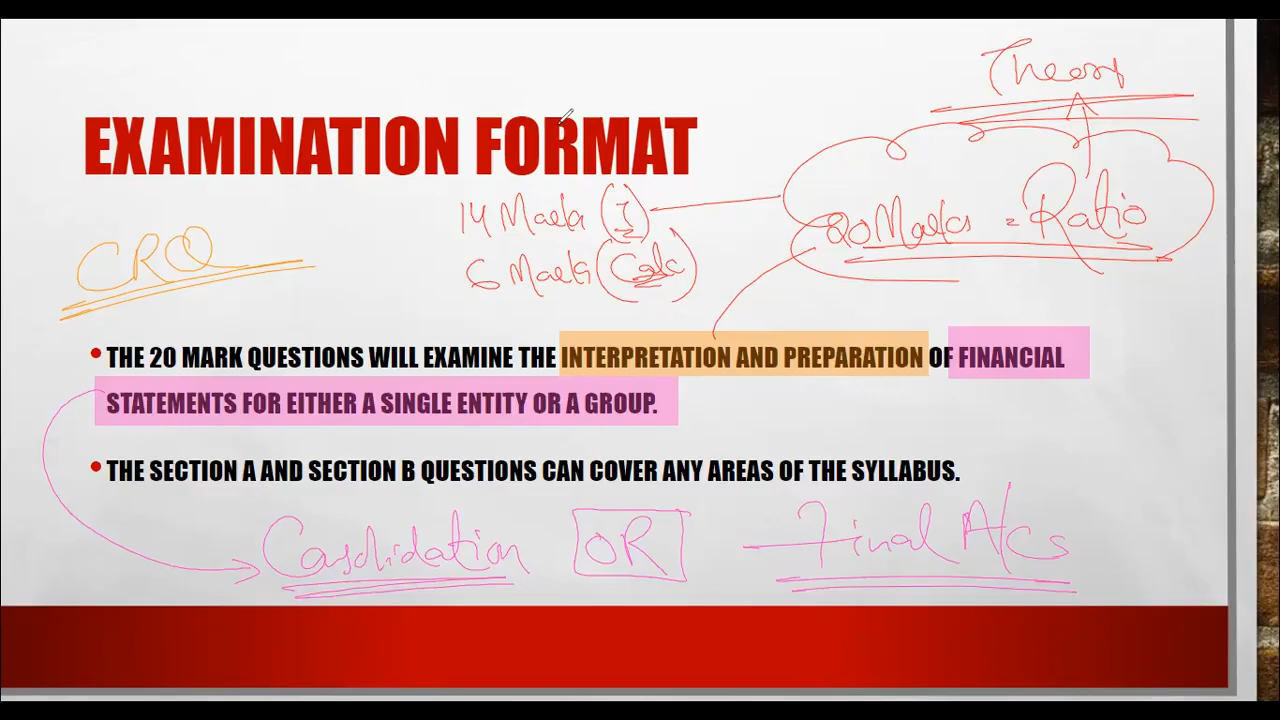 Theory
EXAMINATION FORMAT
14 Marks (I)
20 Marks = Ratio
CRQ
6 Marks (Calc)
• THE 20 MARK QUESTIONS WILL EXAMINE THE INTERPRETATION AND PREPARATION OF FINANCIAL
STATEMENTS FOR EITHER A SINGLE ENTITY OR A GROUP.
• THE SECTION A AND SECTION B QUESTIONS CAN COVER ANY AREAS OF THE SYLLABUS.
Consolidation OR Final A/Cs